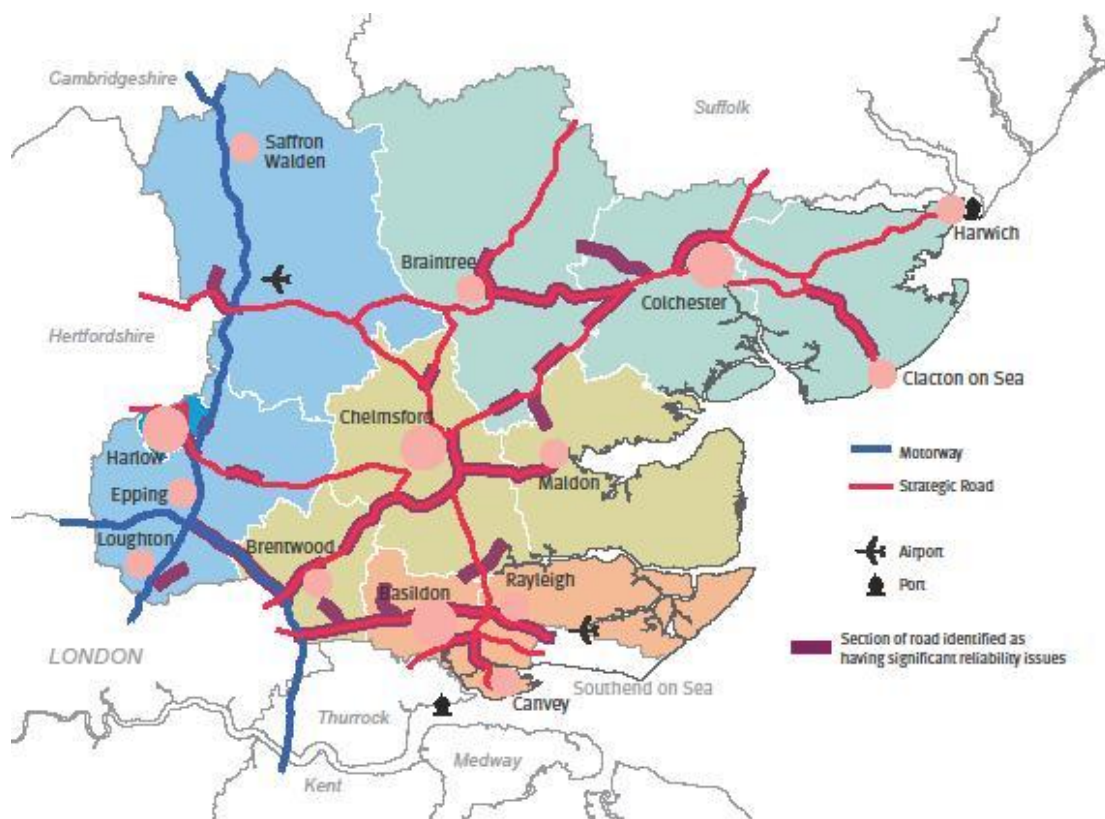 Cambridgeshire
Suffolk
Saffron
Walden
Harwich
Braintree
Colchester
Hertfordshire
Clacton on Sea
Chelmsford
Harlow
Maldon
Epping
Motorway
Strategic Road
Loughton
Brentwood
Airport
Rayleigh
Port
Basildon
Section of road identified as
having significant reliability issues
LONDON
Southend on Sea
Canvey
Thurrock
Medway
Kent